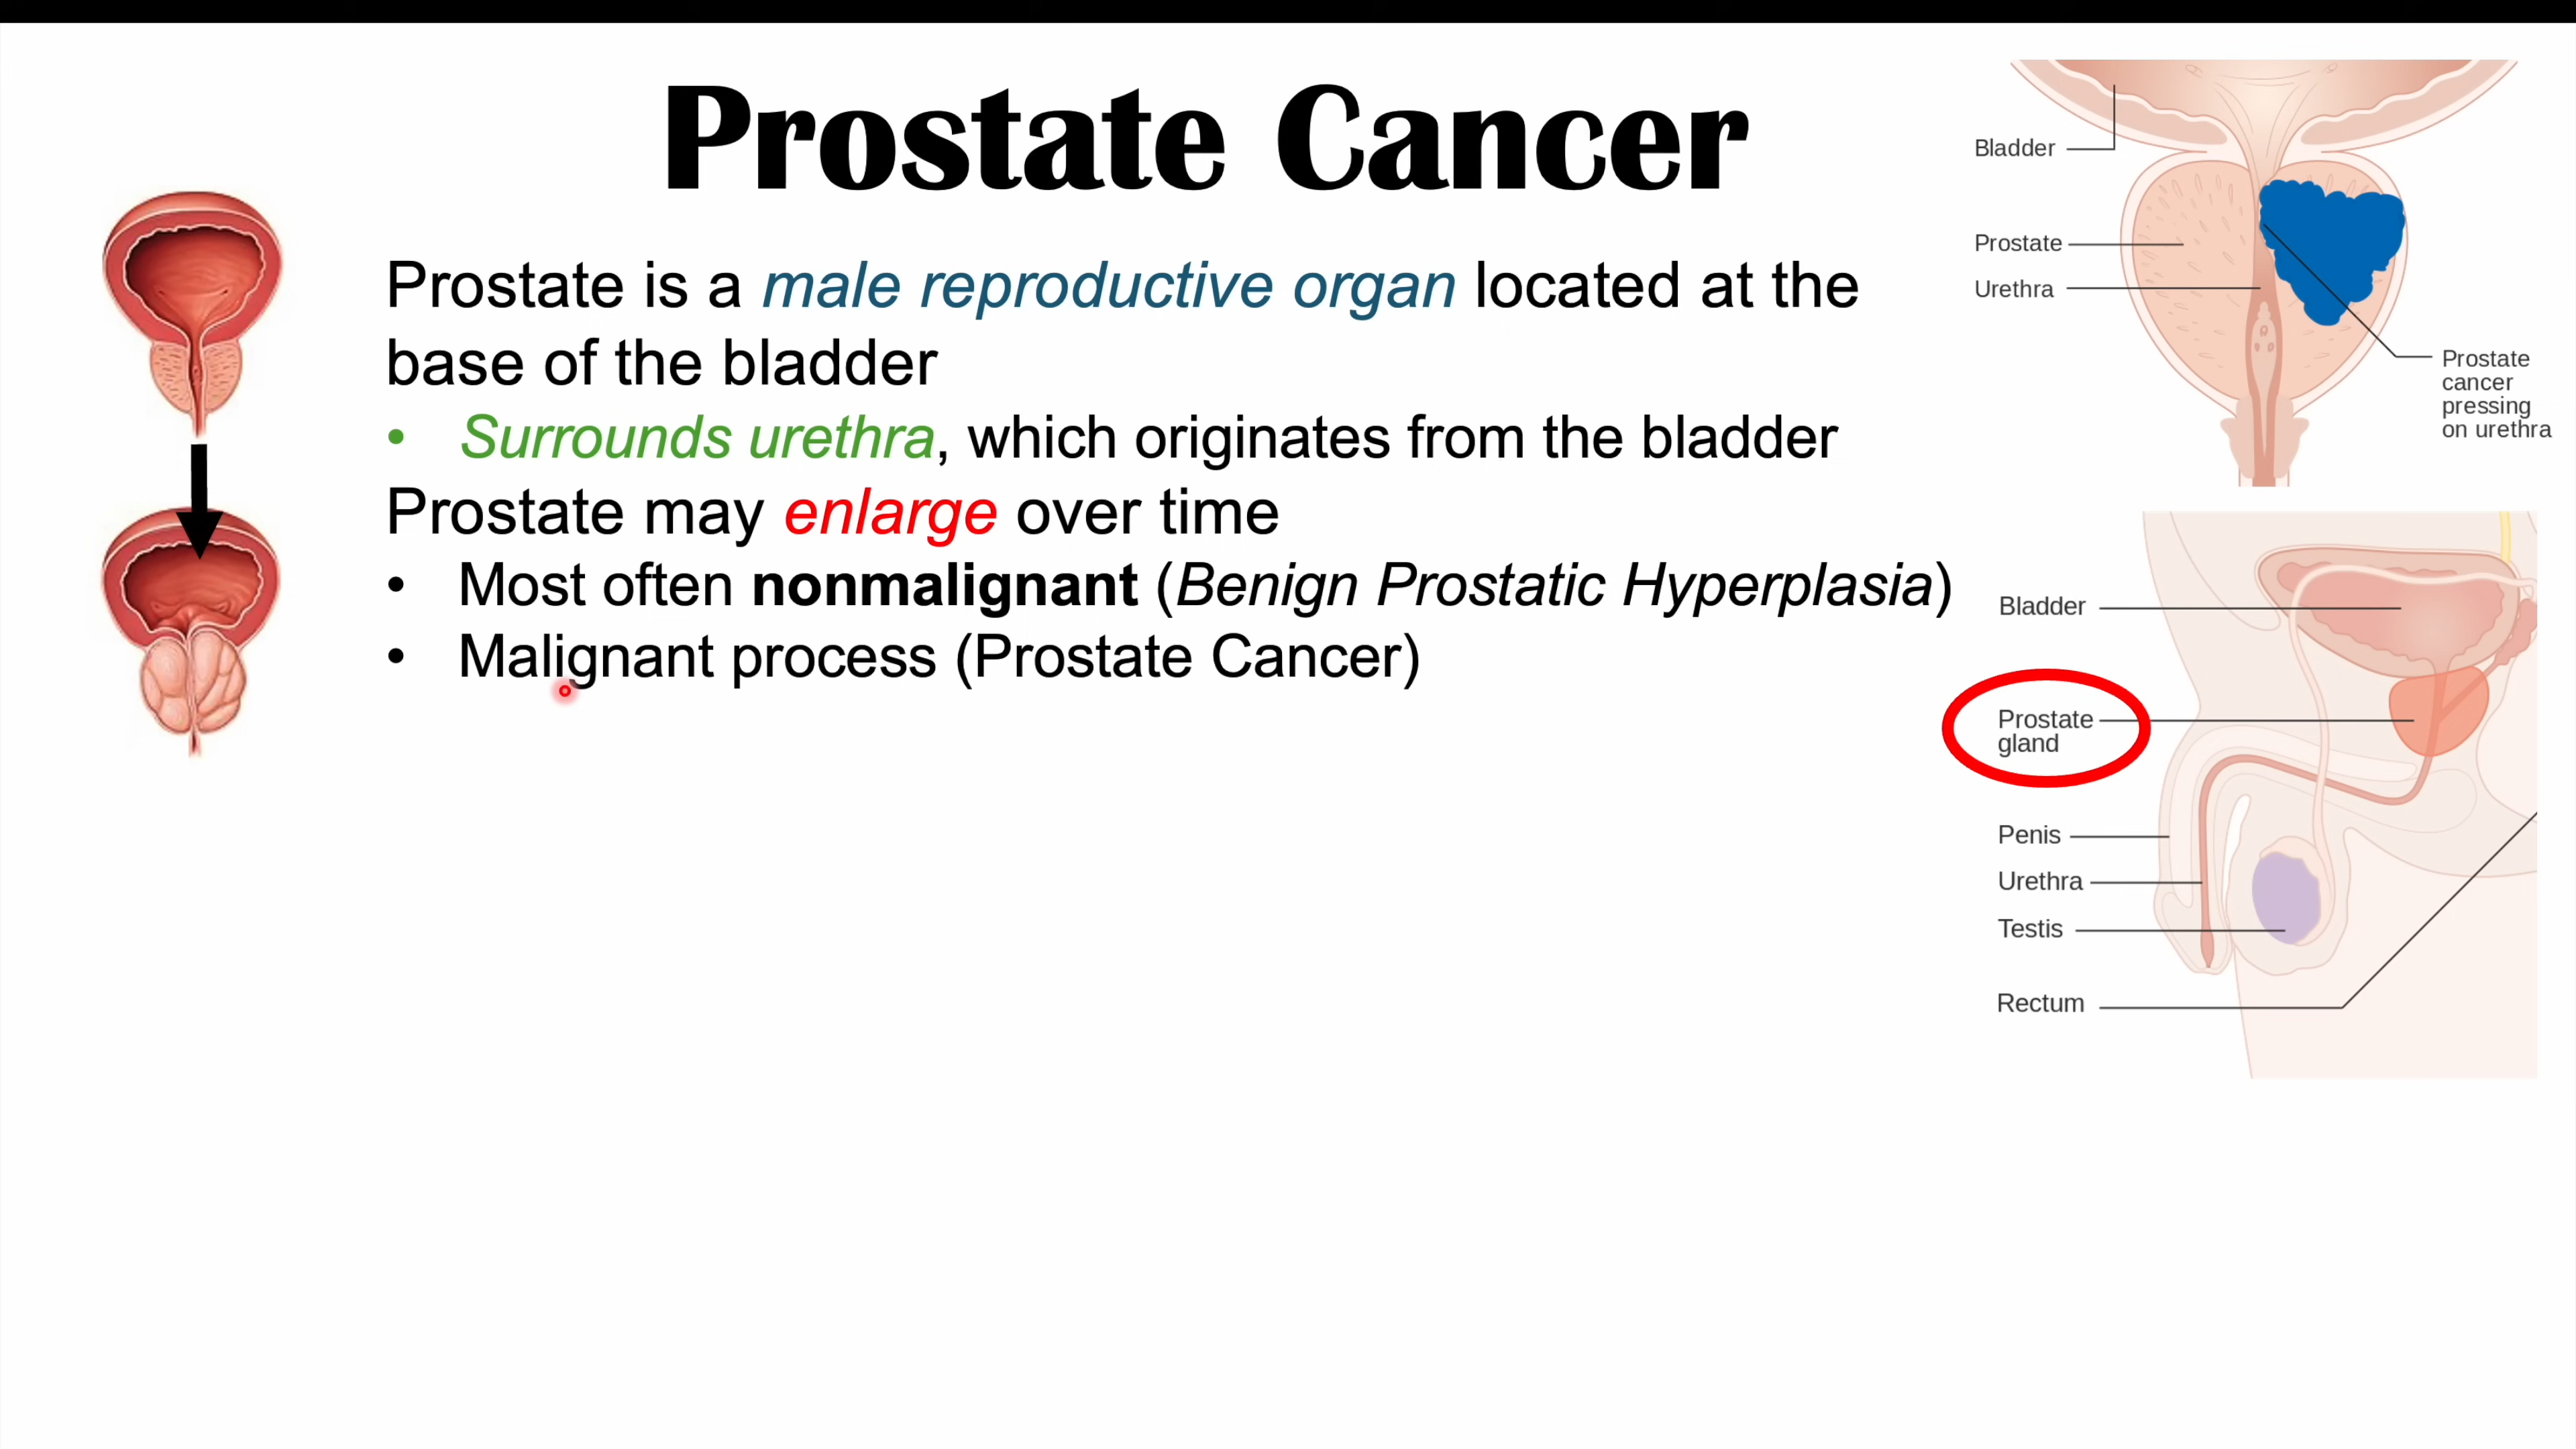 Prostate Cancer
Prostate is a male reproductive organ located at the
base of the bladder
• Surrounds urethra, which originates from the bladder
Prostate may enlarge over time
• Most often nonmalignant (Benign Prostatic Hyperplasia)
• Malignant process (Prostate Cancer)
Bladder
Prostate
Urethra
Prostate
cancer
pressing
on urethra
Bladder
Prostate
gland
Penis
Urethra
Testis
Rectum